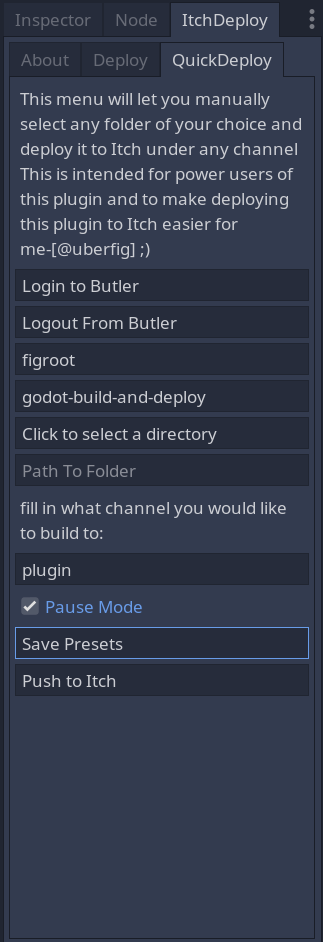 Inspector Node ItchDeploy
About Deploy QuickDeploy
This menu will let you manually
select any folder of your choice and
deploy it to Itch under any channel
This is intended for power users of
this plugin and to make deploying
this plugin to Itch easier for
me-[@uberfig] ;)
Login to Butler
Logout From Butler
figroot
godot-build-and-deploy
Click to select a directory
Path To Folder
fill in what channel you would like
to build to:
plugin
Pause Mode
Save Presets
Push to Itch